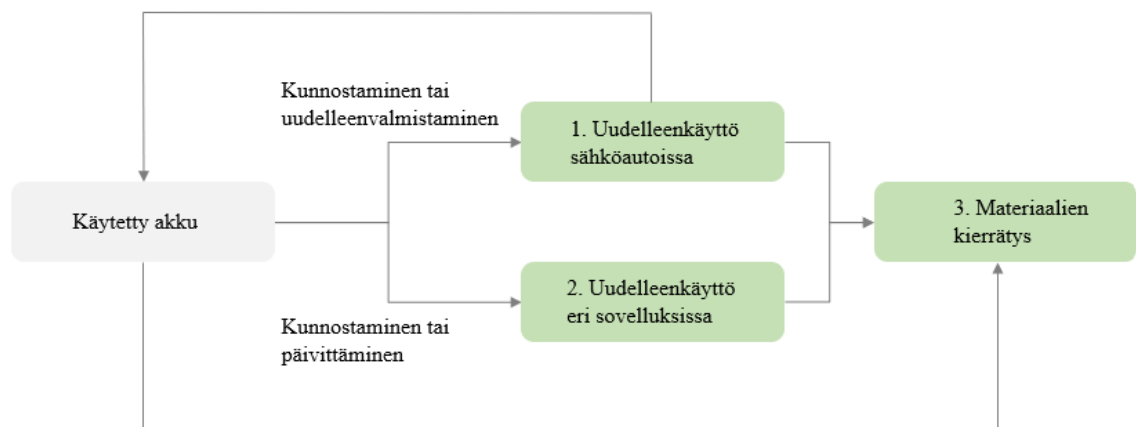 Kunnostaminen tai
uudelleenvalmistaminen
1. Uudelleenkäyttö
sähköautoissa
Käytetty akku
3. Materiaalien
kierrätys
2. Uudelleenkäyttö
eri sovelluksissa
Kunnostaminen tai
päivittäminen